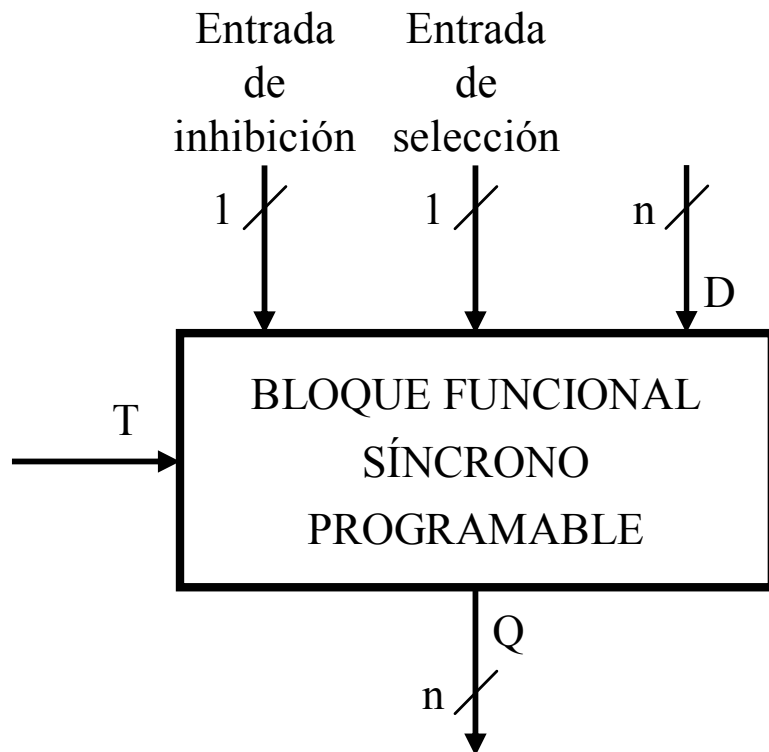 Entrada
de
inhibición
Entrada
de
selección
1
1
n
D
T
BLOQUE FUNCIONAL
SÍNCRONO
PROGRAMABLE
Q
n